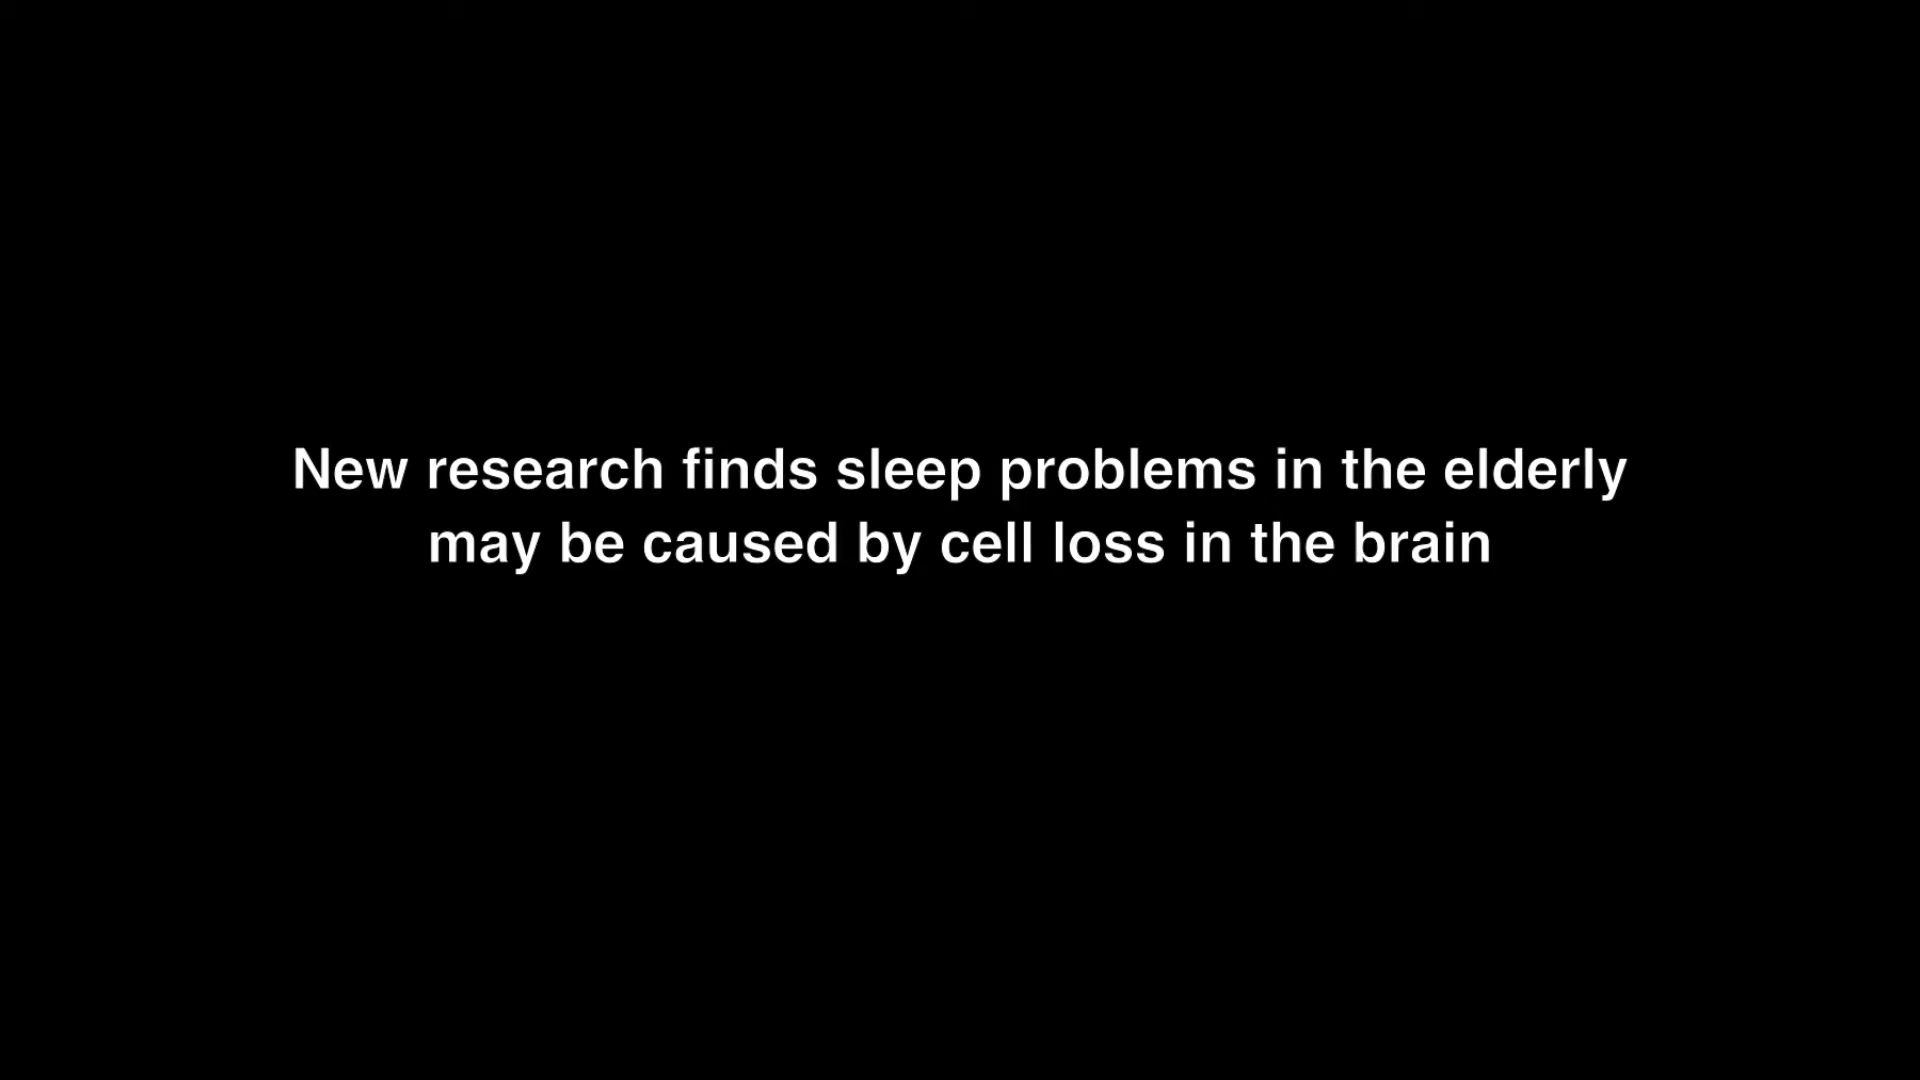 New research finds sleep problems in the elderly
may be caused by cell loss in the brain